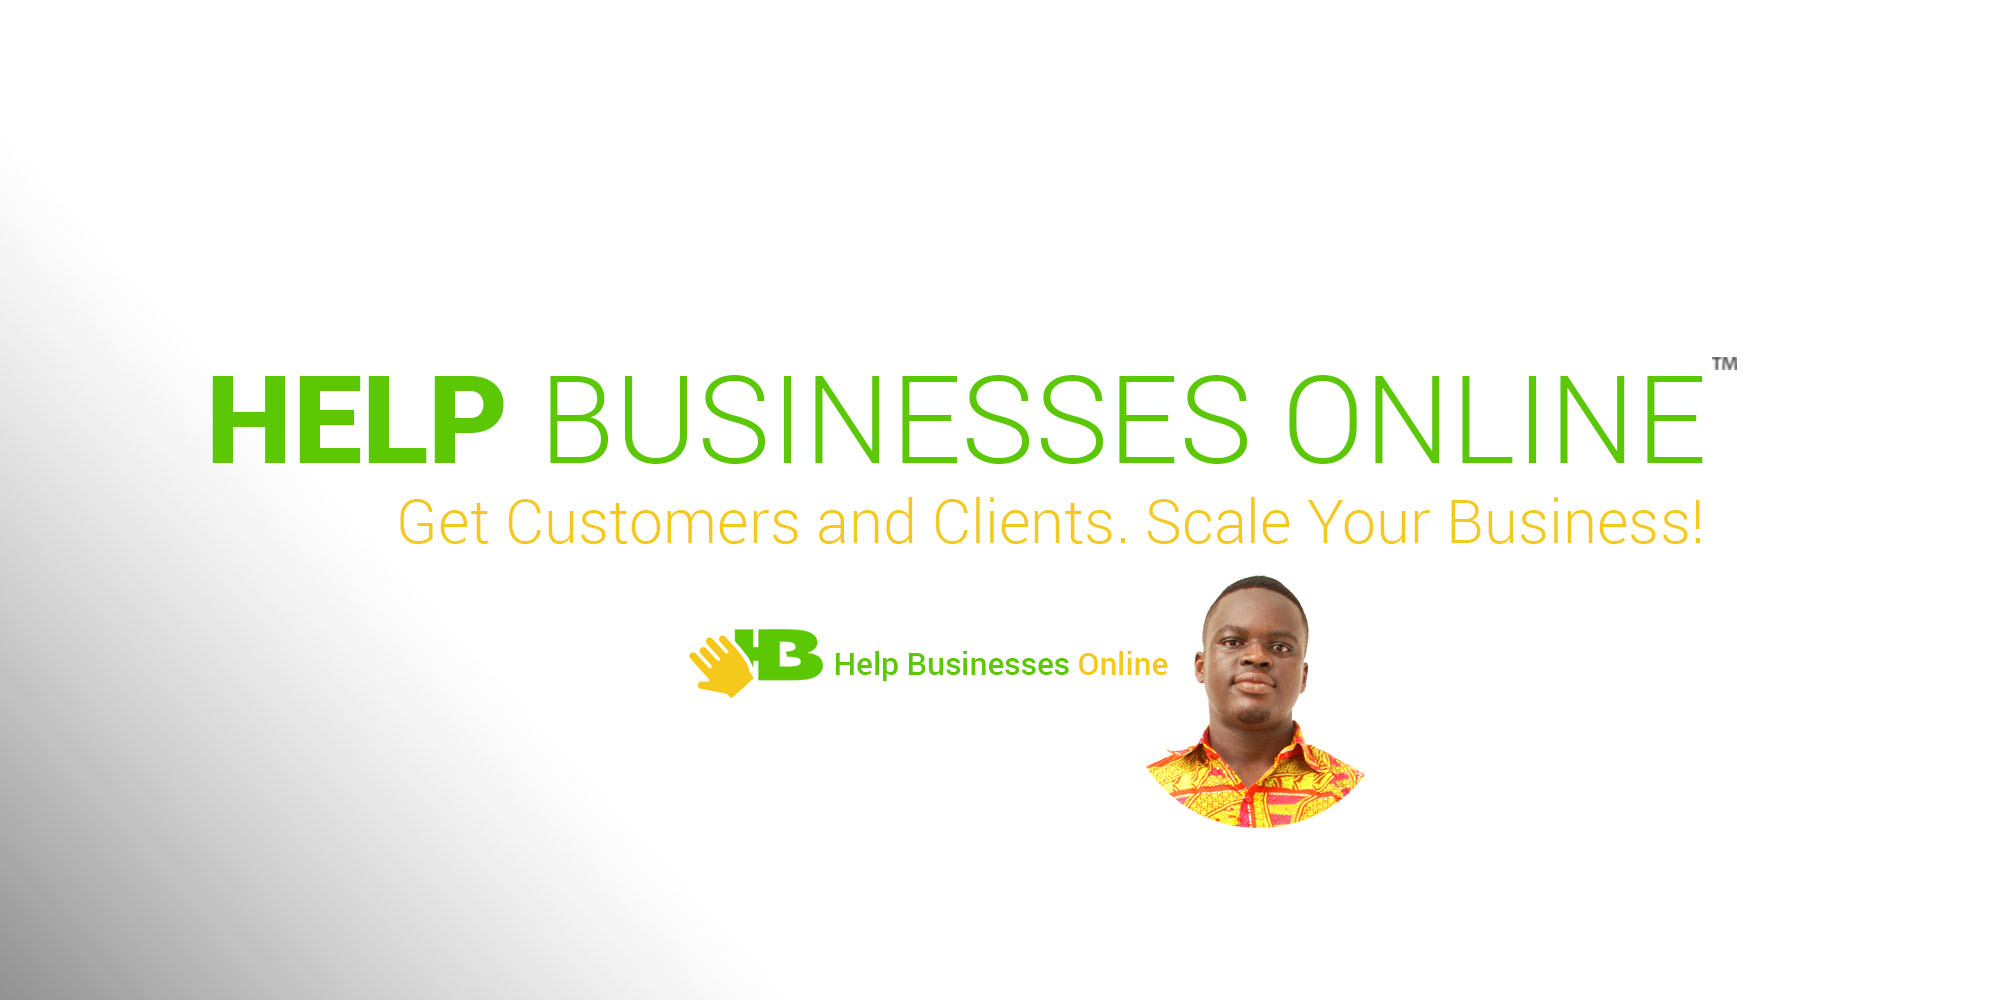 HELP BUSINESSES ONLINE™
Get Customers and Clients. Scale Your Business!
HB Help Businesses Online